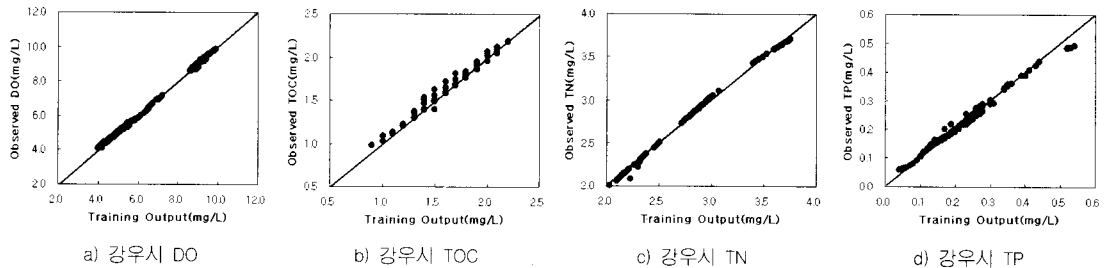 Observed DO(mg/L)
12.0
10.0
8.0
6.0
4.0
2.0
2.0 4.0 6.0 8.0 10.0 12.0
Training Output(mg/L)
a) 강우시 DO
Observed TOC(mg/L)
2.5
2.0
1.5
1.0
0.5
0.5 1.0 1.5 2.0 2.5
Training Output(mg/L)
b) 강우시 TOC
Observed TN(mg/L)
4.0
3.5
3.0
2.5
2.0
2.0 2.5 3.0 3.5 4.0
Training Output(mg/L)
c) 강우시 TN
Observed TP(mg/L)
0.6
0.5
0.4
0.3
0.2
0.1
0.0
0.0 0.1 0.2 0.3 0.4 0.5 0.6
Training Output(mg/L)
d) 강우시 TP